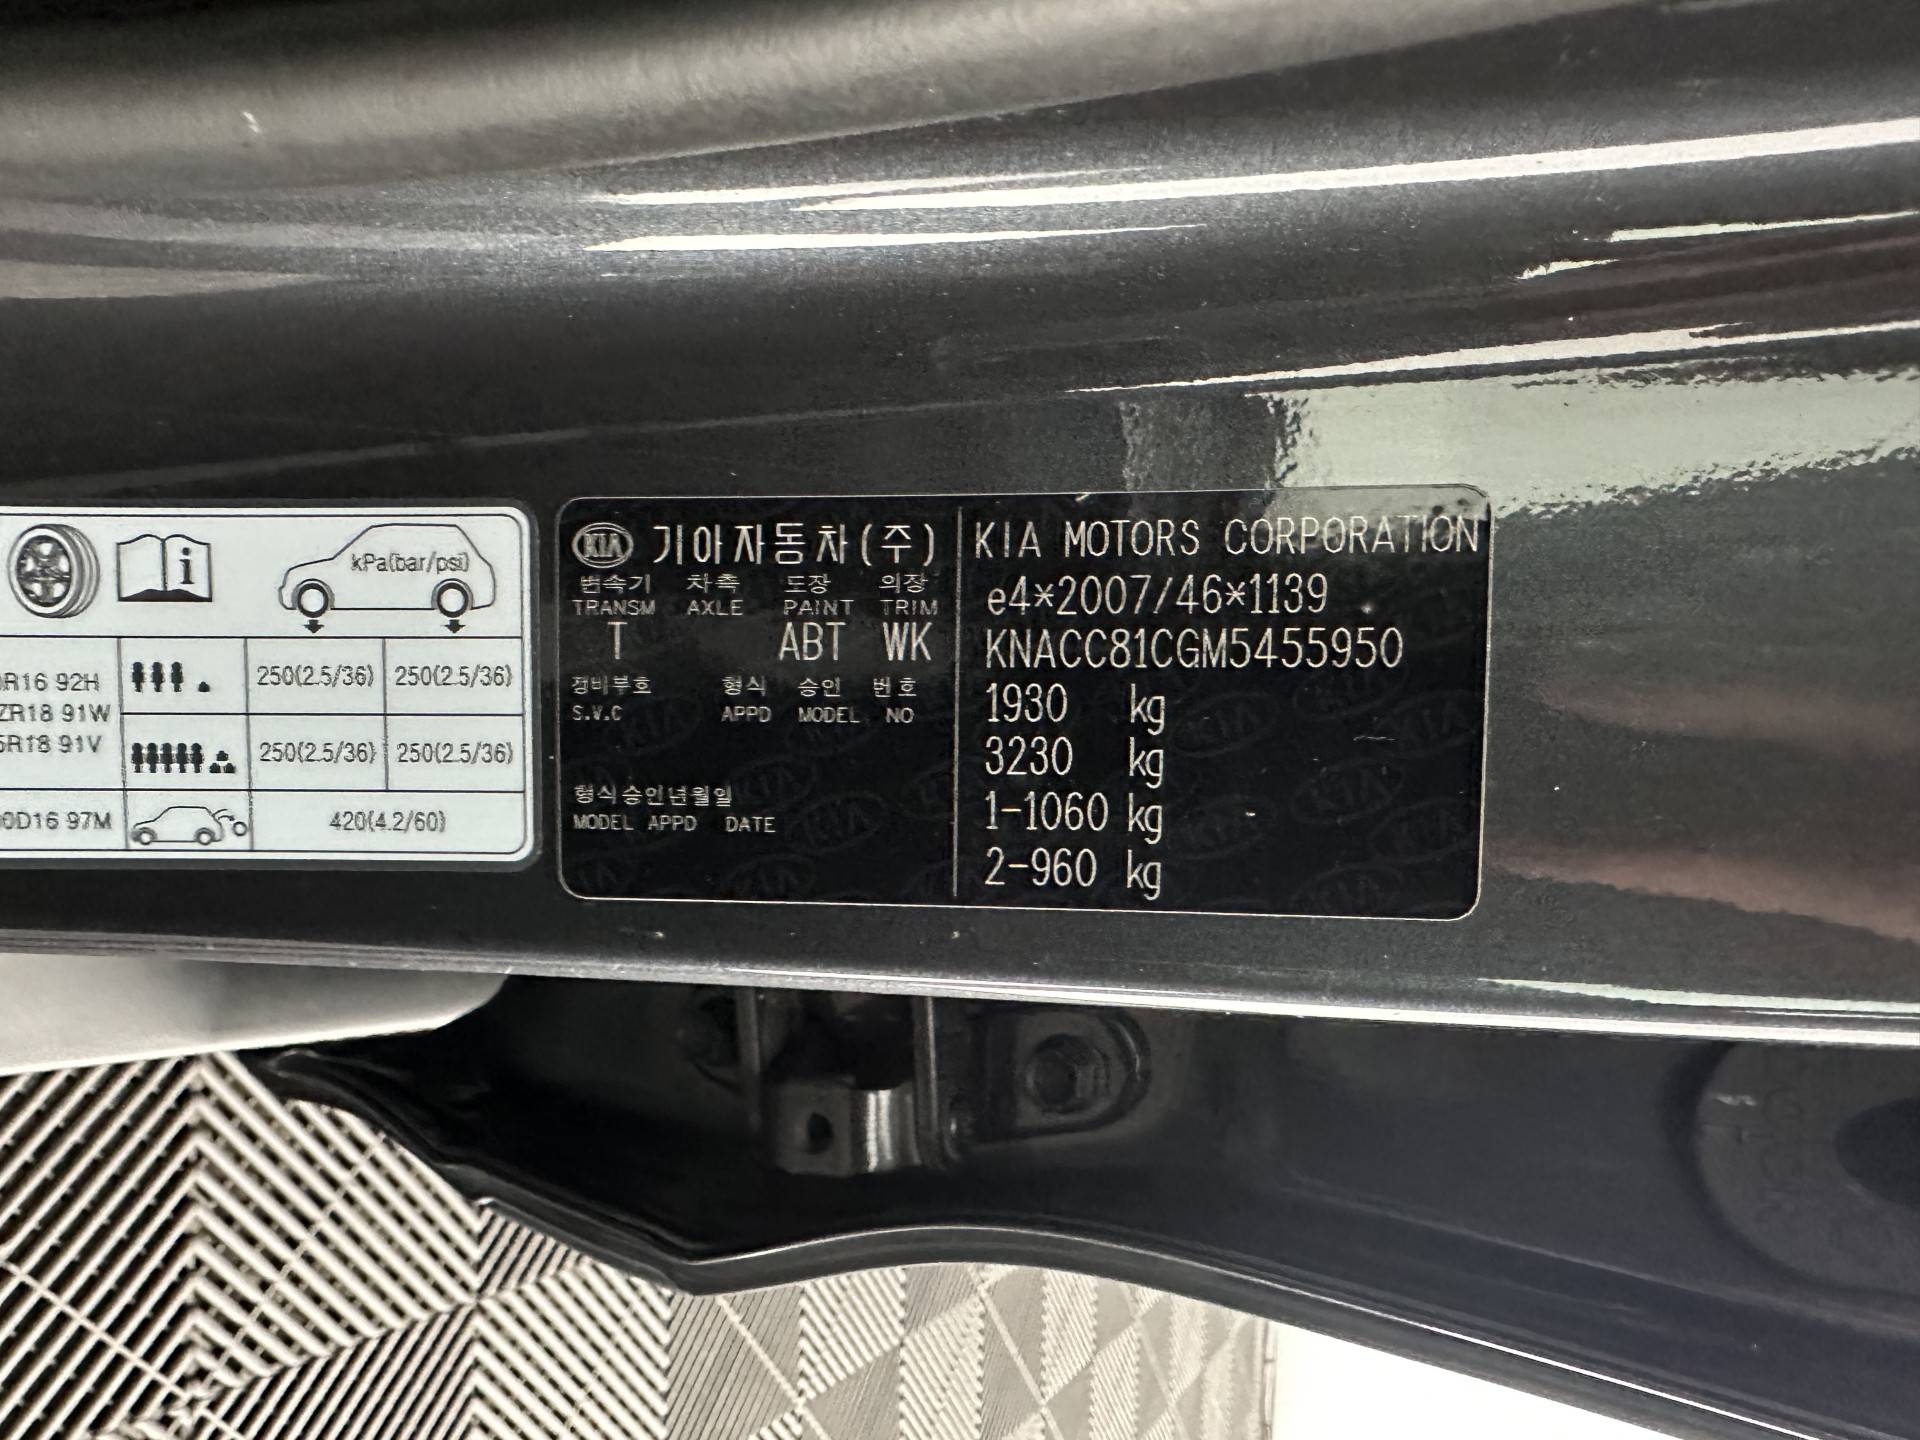 kPa(bar/psi)
R16 92H
ZR18 91W
R18 91V
250(2.5/36) 250(2.5/36)
250(2.5/36) 250(2.5/36)
0D16 97M
420(4.2/60)
KIA 기아자동차(주)
변속기 차축 도장 의장
TRANSM AXLE PAINT TRIM
T ABT WK
정비부호 형식 승인 번호
S.V.C APPD MODEL NO
형식승인년월일
MODEL APPD DATE
KIA MOTORS CORPORATION
e4*2007/46*1139
KNACC81CGM5455950
1930 kg
3230 kg
1-1060 kg
2-960 kg